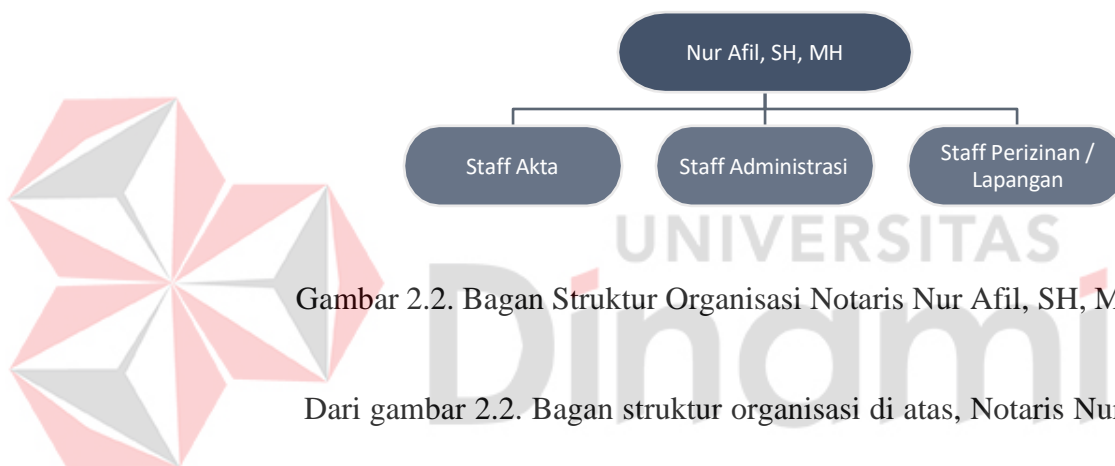 Nur Afil, SH, MH
Staff Akta
Staff Administrasi
Staff Perizinan /
Lapangan
UNIVERSITAS
Gambar 2.2. Bagan Struktur Organisasi Notaris Nur Afil, SH,
Dinami
Dari gambar 2.2. Bagan struktur organisasi di atas, Notaris Nur